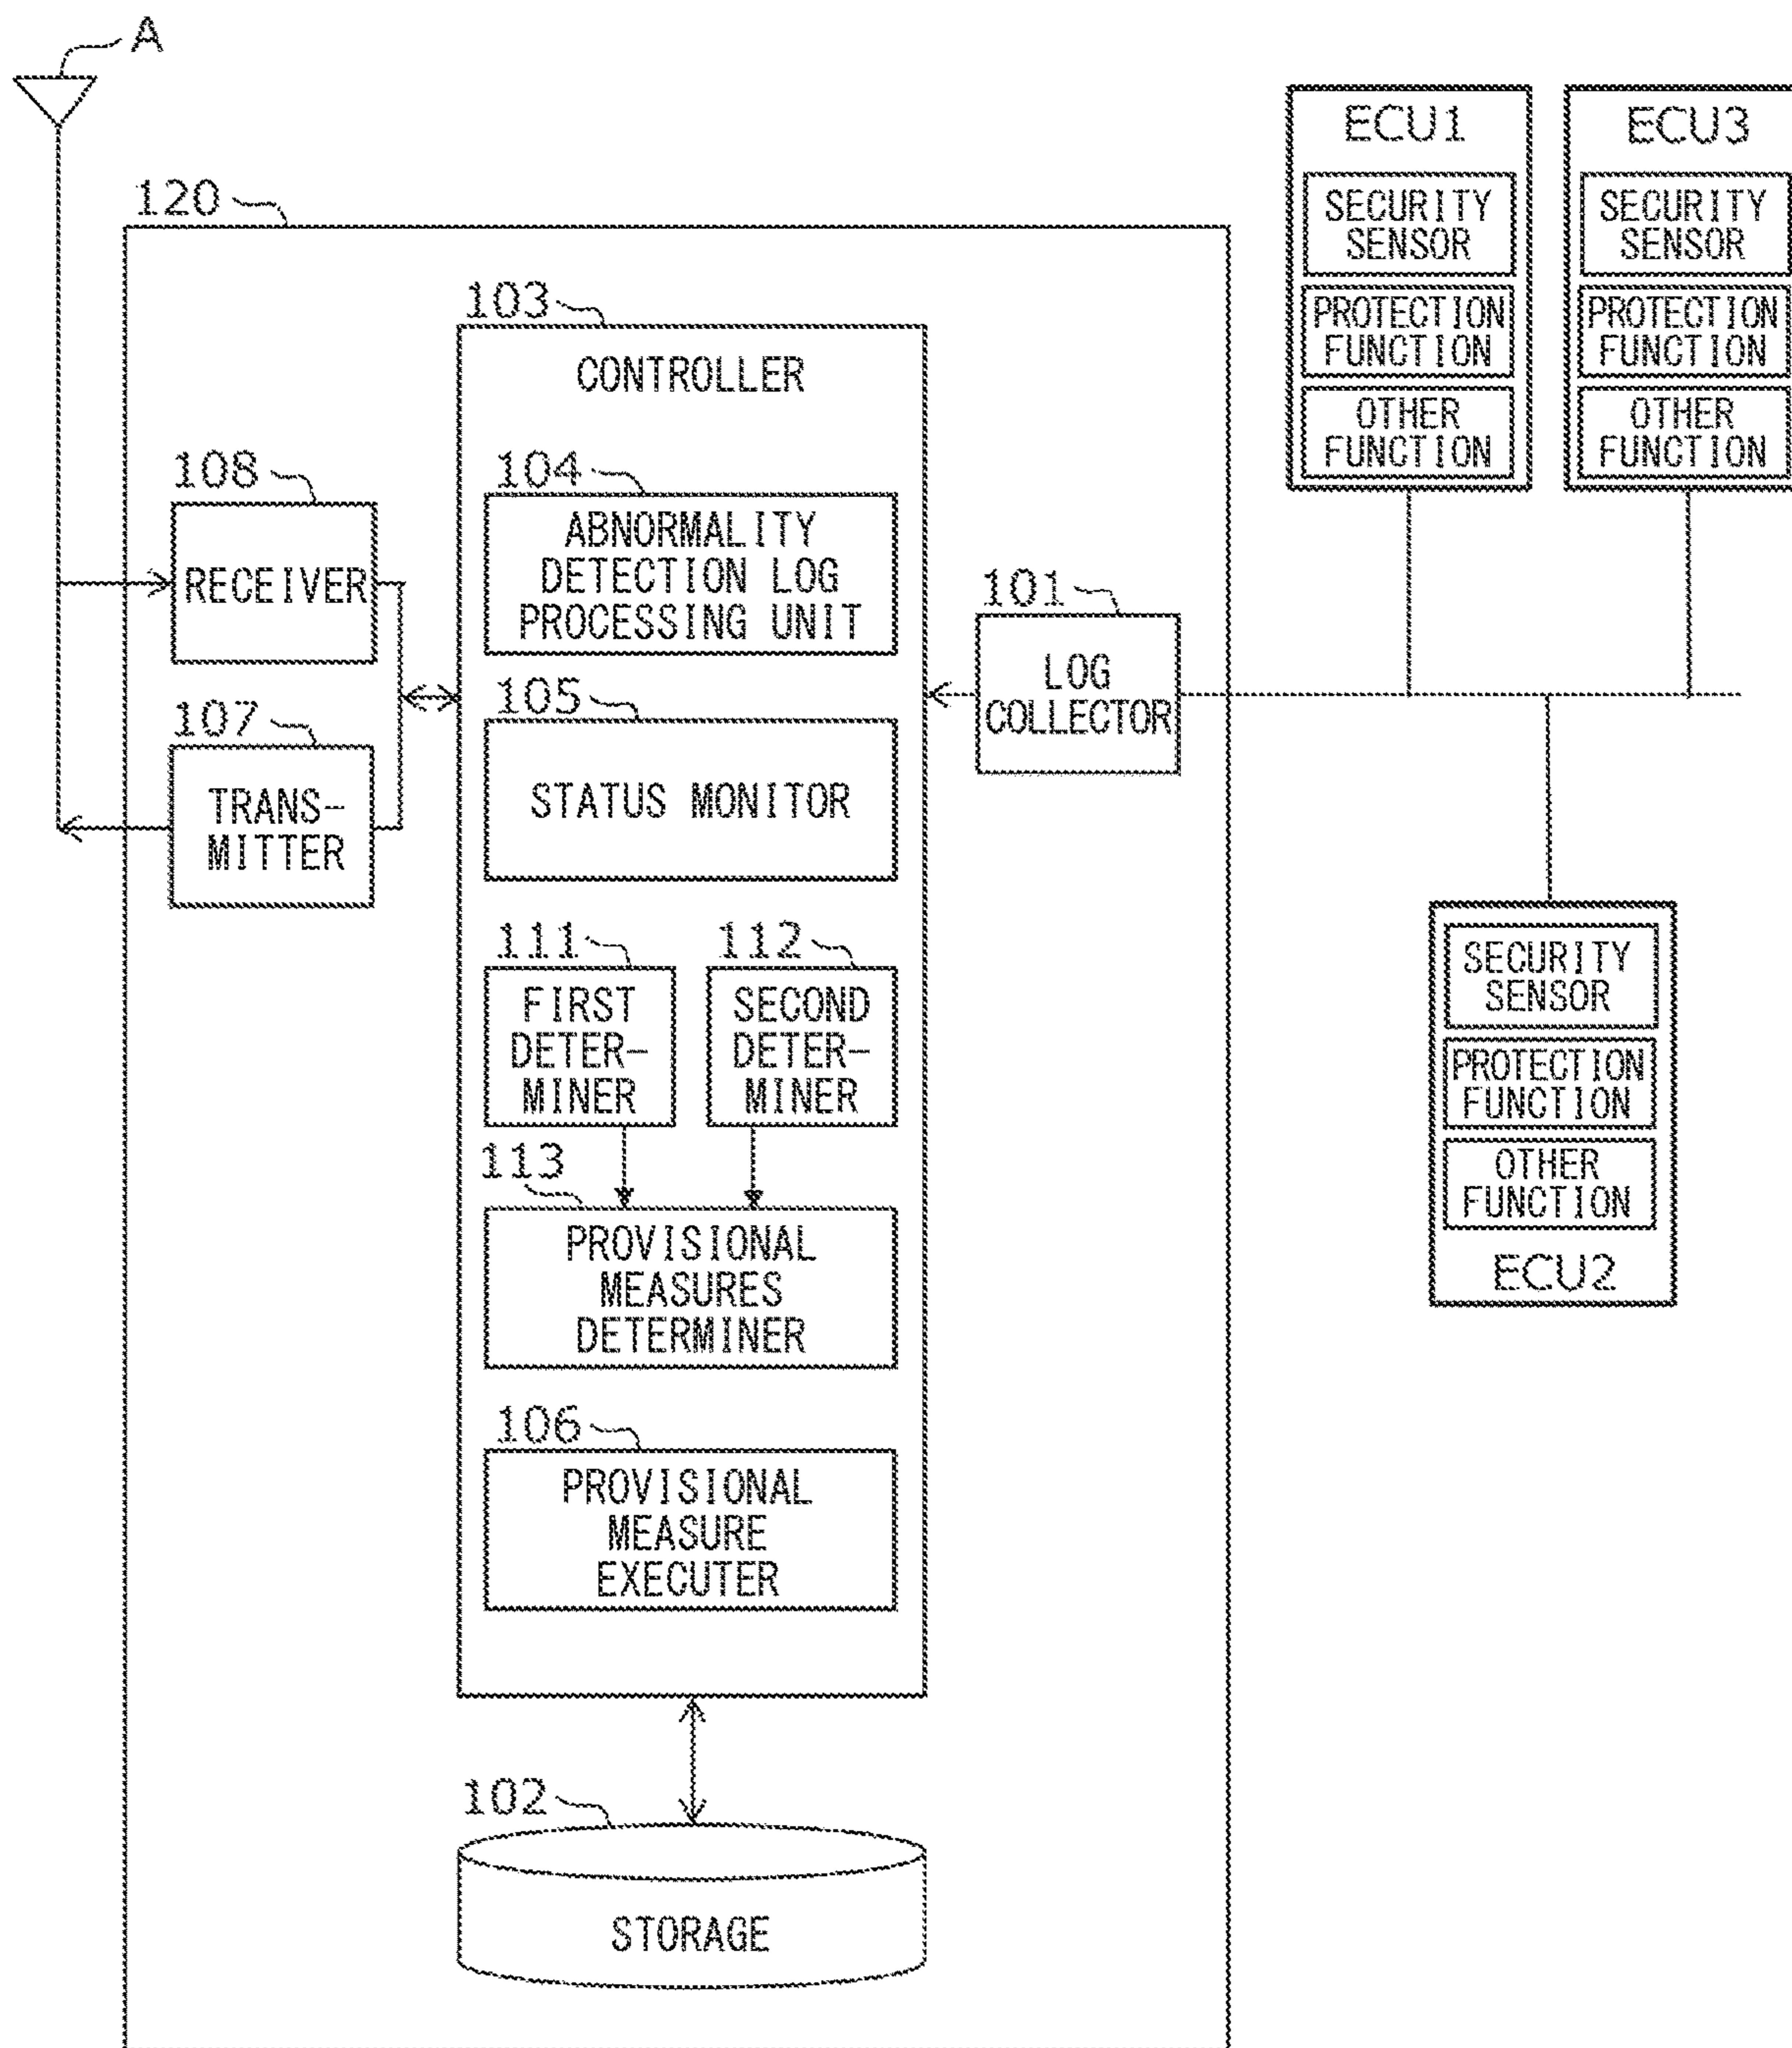 A
120
103
CONTROLLER
104
ABNORMALITY
DETECTION LOG
PROCESSING UNIT
105
STATUS MONITOR
111
FIRST
DETER-
MINER
112
SECOND
DETER-
MINER
113
PROVISIONAL
MEASURES
DETERMINER
106
PROVISIONAL
MEASURE
EXECUTER
102
STORAGE
108
RECEIVER
107
TRANS-
MITTER
101
LOG
COLLECTOR
ECU1
SECURITY
SENSOR
PROTECTION
FUNCTION
OTHER
FUNCTION
ECU3
SECURITY
SENSOR
PROTECTION
FUNCTION
OTHER
FUNCTION
SECURITY
SENSOR
PROTECTION
FUNCTION
OTHER
FUNCTION
ECU2